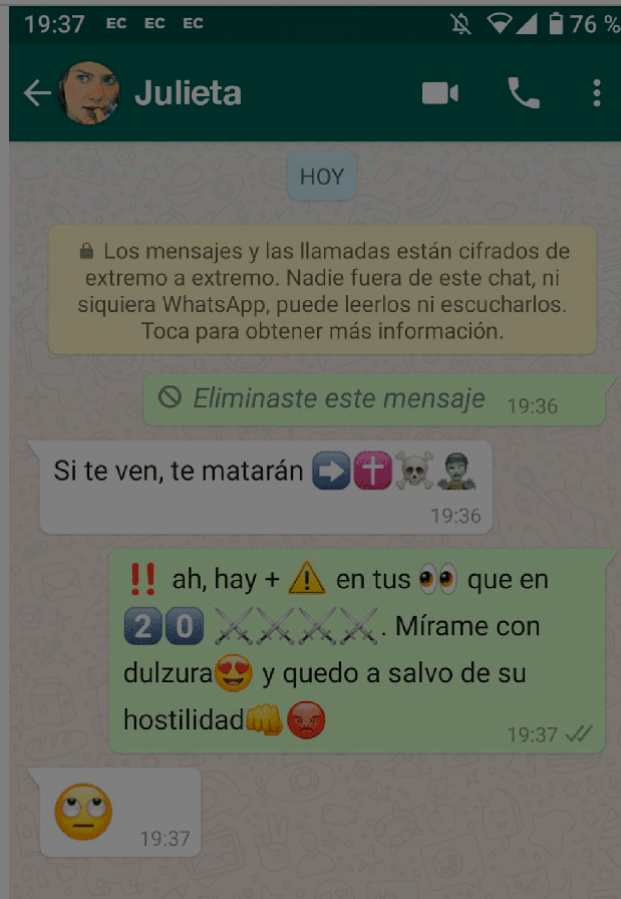 19:37 EC EC EC 76 %
Julieta
HOY
Los mensajes y las llamadas están cifrados de
extremo a extremo. Nadie fuera de este chat, ni
siquiera WhatsApp, puede leerlos ni escucharlos.
Toca para obtener más información.
Eliminaste este mensaje 19:36
Si te ven, te matarán ➡️✝️☠️🧟
19:36
‼️ ah, hay + ⚠️ en tus 👀 que en
2️⃣0️⃣ ⚔⚔⚔⚔. Mírame con
dulzura😍 y quedo a salvo de su
hostilidad👊😡
19:37
🙄 19:37